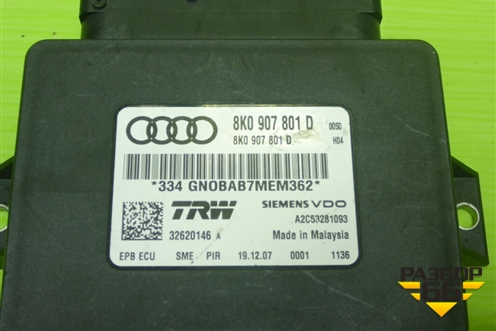 8K0 907 801 D 0050
8K0 907 801 D H04
*334 GNOBAB7MEM362*
TRW SIEMENS VDO
A2C53281093
32620146 A Made in Malaysia
EPB ECU SME PIR 19.12.07 0001 1136
РАЗБОР
66